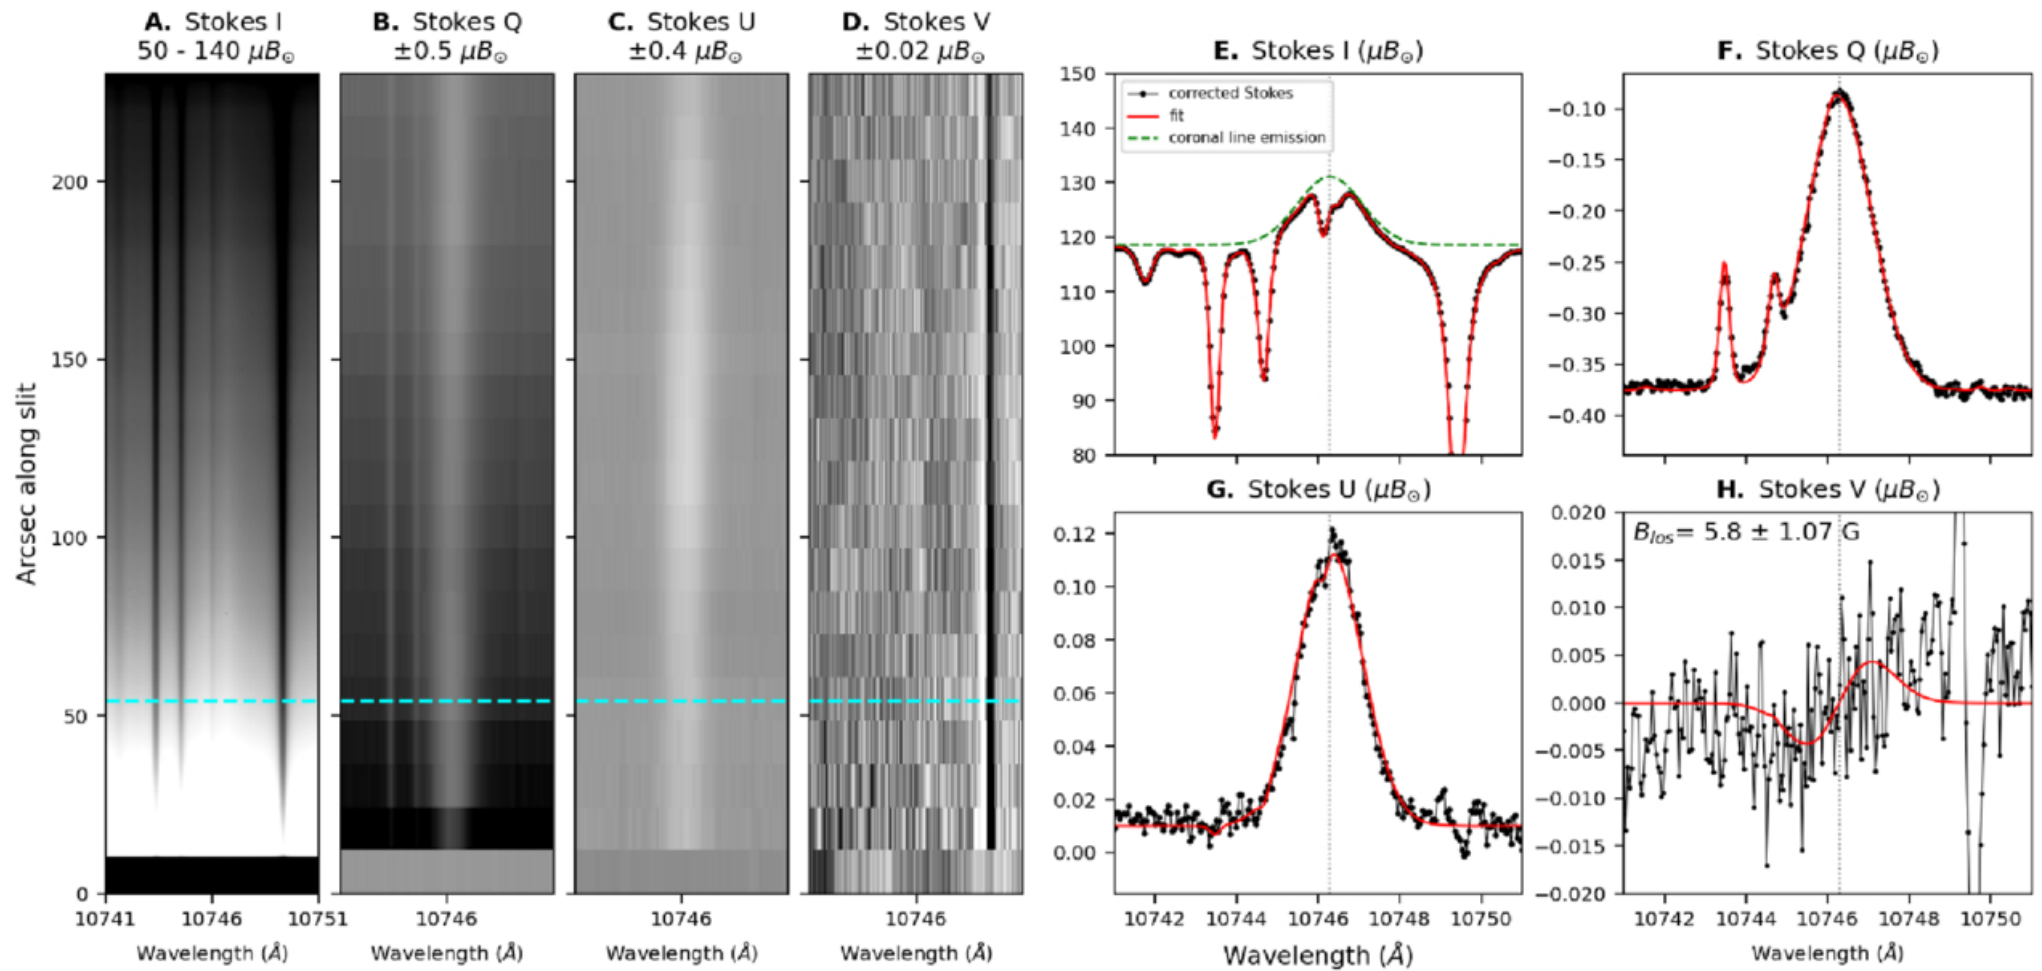 A. Stokes I
50 - 140 μB⊙
B. Stokes Q
±0.5 μB⊙
C. Stokes U
±0.4 μB⊙
D. Stokes V
±0.02 μB⊙
Arcsec along slit
200
150
100
50
0
10741
10746
10751
Wavelength (Å)
10746
Wavelength (Å)
10746
Wavelength (Å)
10746
Wavelength (Å)
E. Stokes I (μB⊙)
150
140
130
120
110
100
90
80
corrected Stokes
fit
coronal line emission
F. Stokes Q (μB⊙)
−0.10
−0.15
−0.20
−0.25
−0.30
−0.35
−0.40
G. Stokes U (μB⊙)
0.12
0.10
0.08
0.06
0.04
0.02
0.00
10742
10744
10746
10748
10750
Wavelength (Å)
H. Stokes V (μB⊙)
Blos= 5.8 ± 1.07 G
0.020
0.015
0.010
0.005
0.000
−0.005
−0.010
−0.015
−0.020
10742
10744
10746
10748
10750
Wavelength (Å)